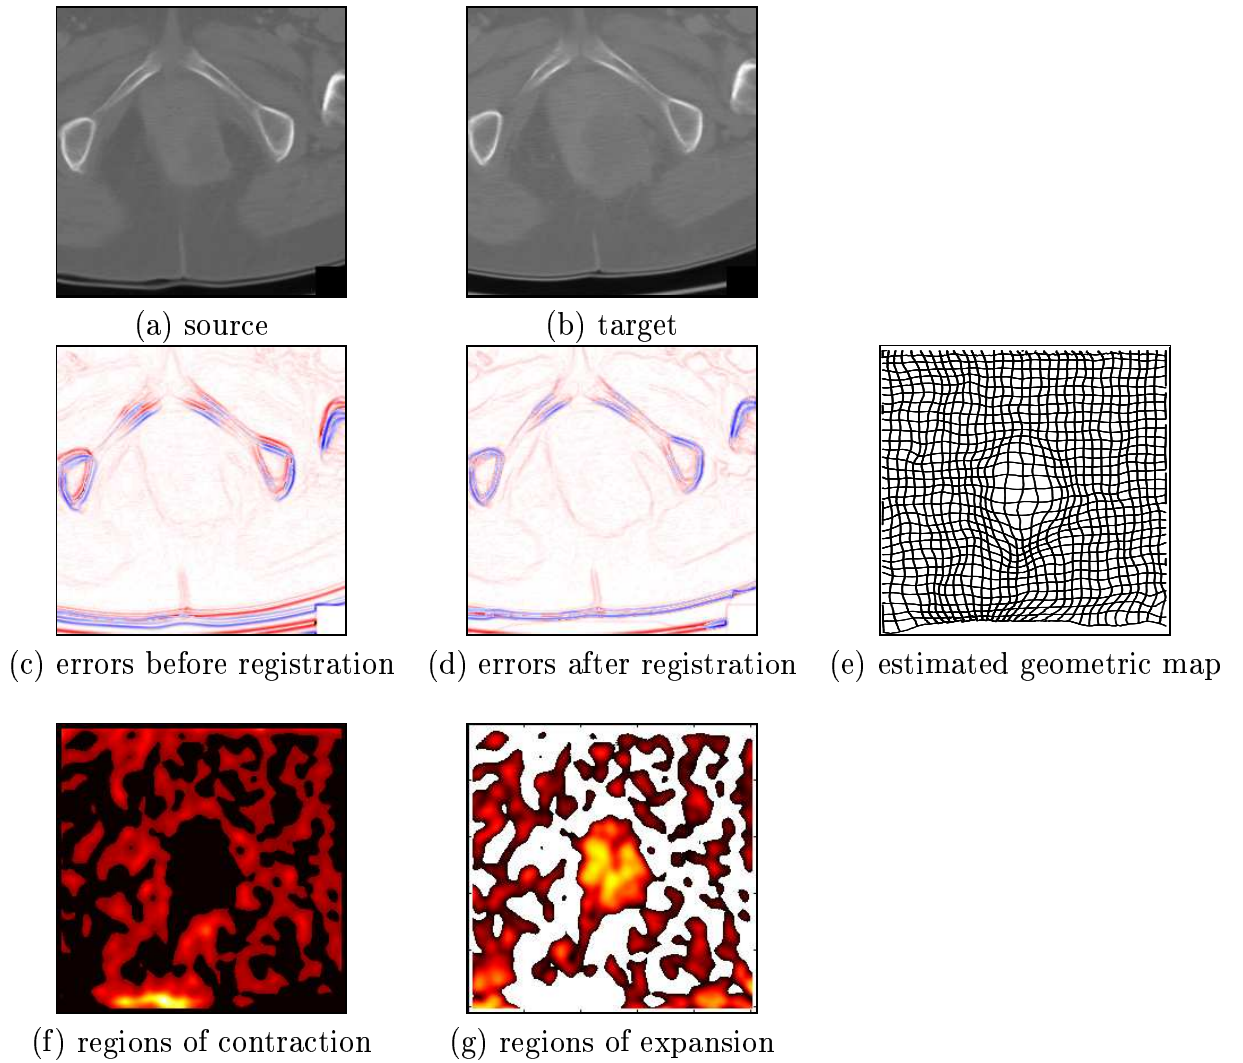 (a) source
(b) target
(c) errors before registration
(d) errors after registration
(e) estimated geometric map
(f) regions of contraction
(g) regions of expansion